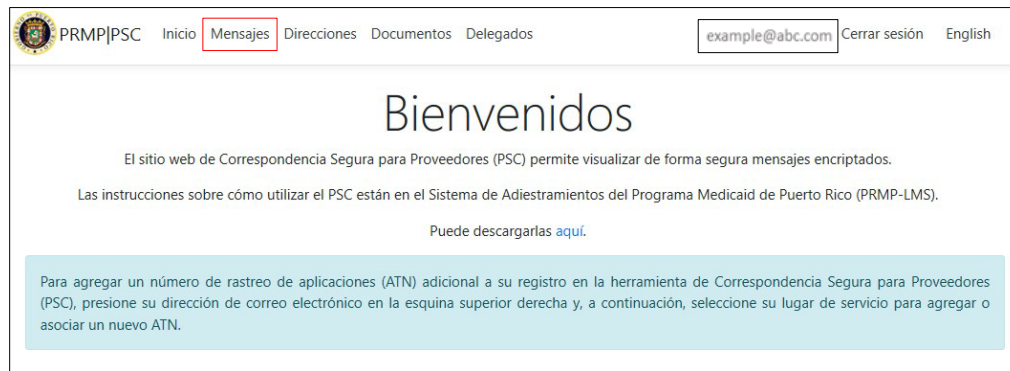 PRMP|PSC Inicio Mensajes Direcciones Documentos Delegados example@abc.com Cerrar sesión English
Bienvenidos
El sitio web de Correspondencia Segura para Proveedores (PSC) permite visualizar de forma segura mensajes encriptados.
Las instrucciones sobre cómo utilizar el PSC están en el Sistema de Adiestramientos del Programa Medicaid de Puerto Rico (PRMP-LMS).
Puede descargarlas aquí.
Para agregar un número de rastreo de aplicaciones (ATN) adicional a su registro en la herramienta de Correspondencia Segura para Proveedores
(PSC), presione su dirección de correo electrónico en la esquina superior derecha y, a continuación, seleccione su lugar de servicio para agregar o
asociar un nuevo ATN.